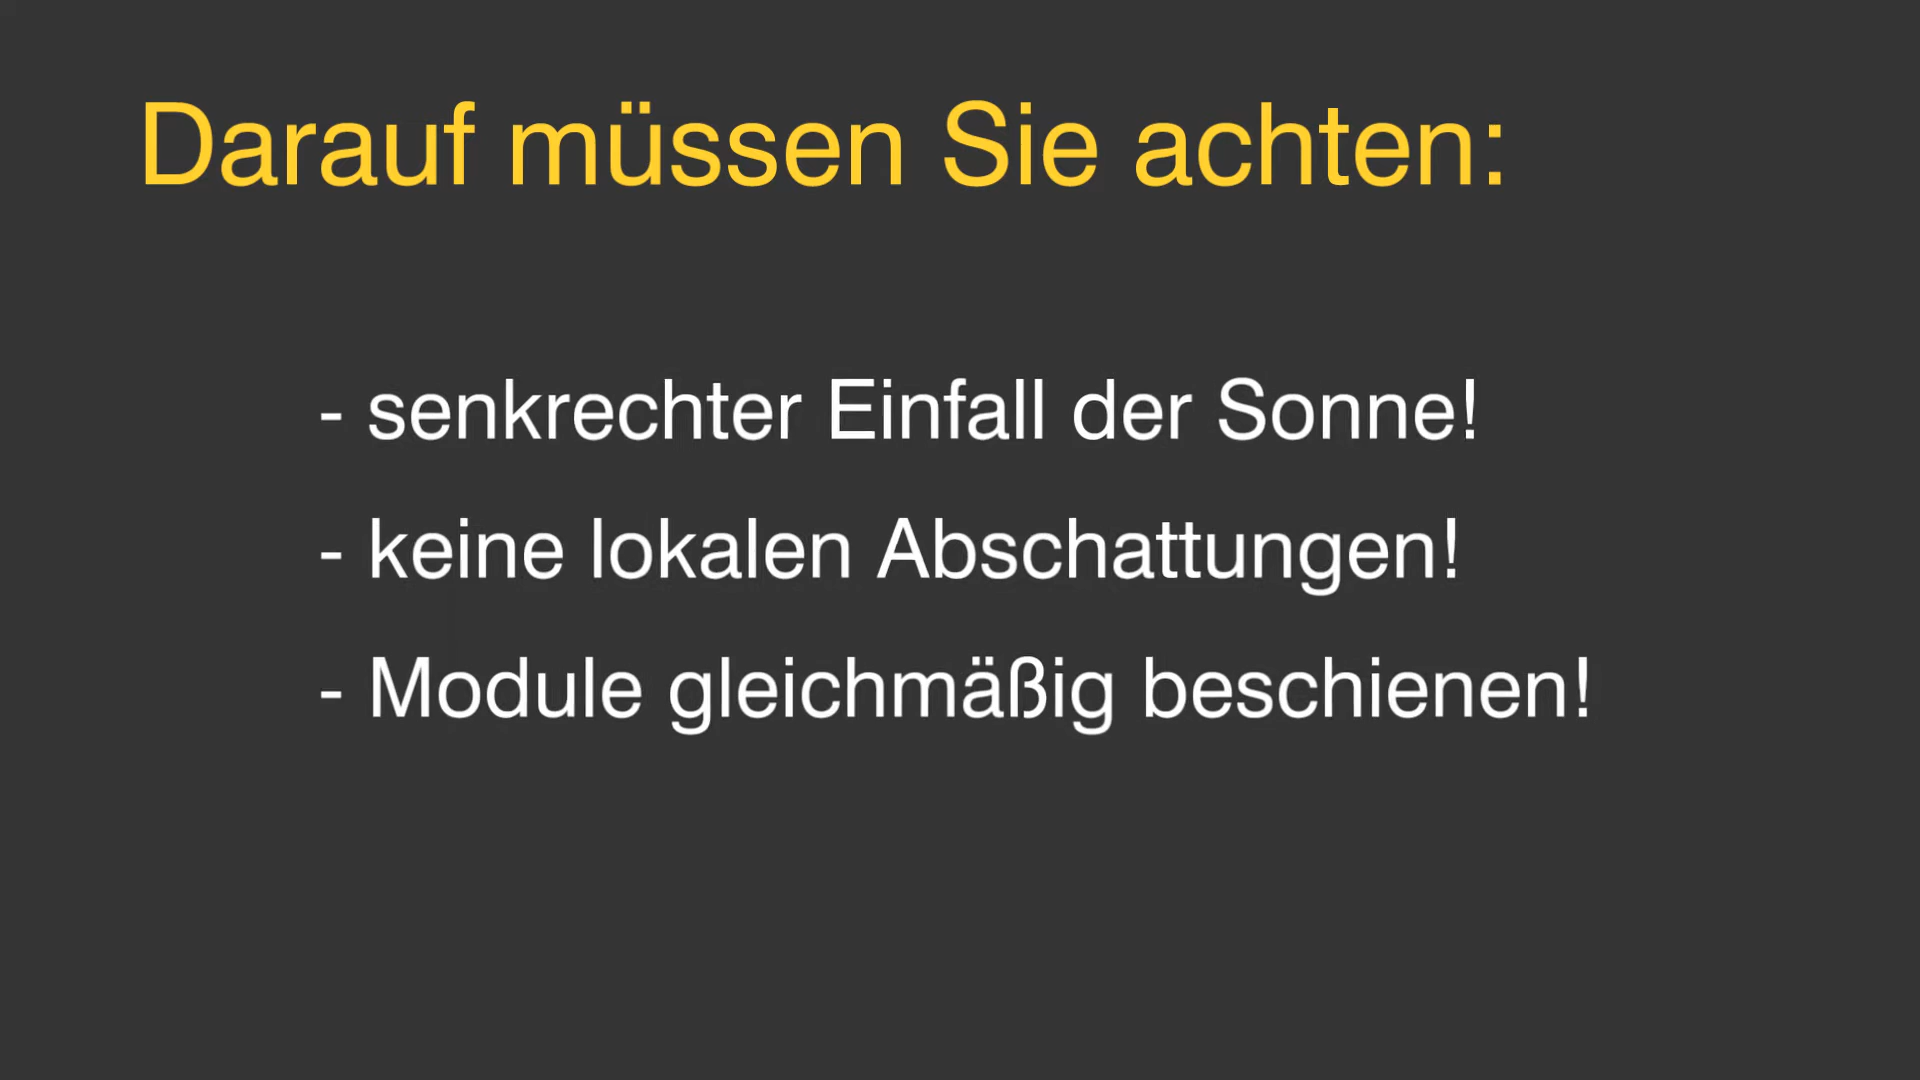 Darauf müssen Sie achten:
- senkrechter Einfall der Sonne!
- keine lokalen Abschattungen!
- Module gleichmäßig beschienen!